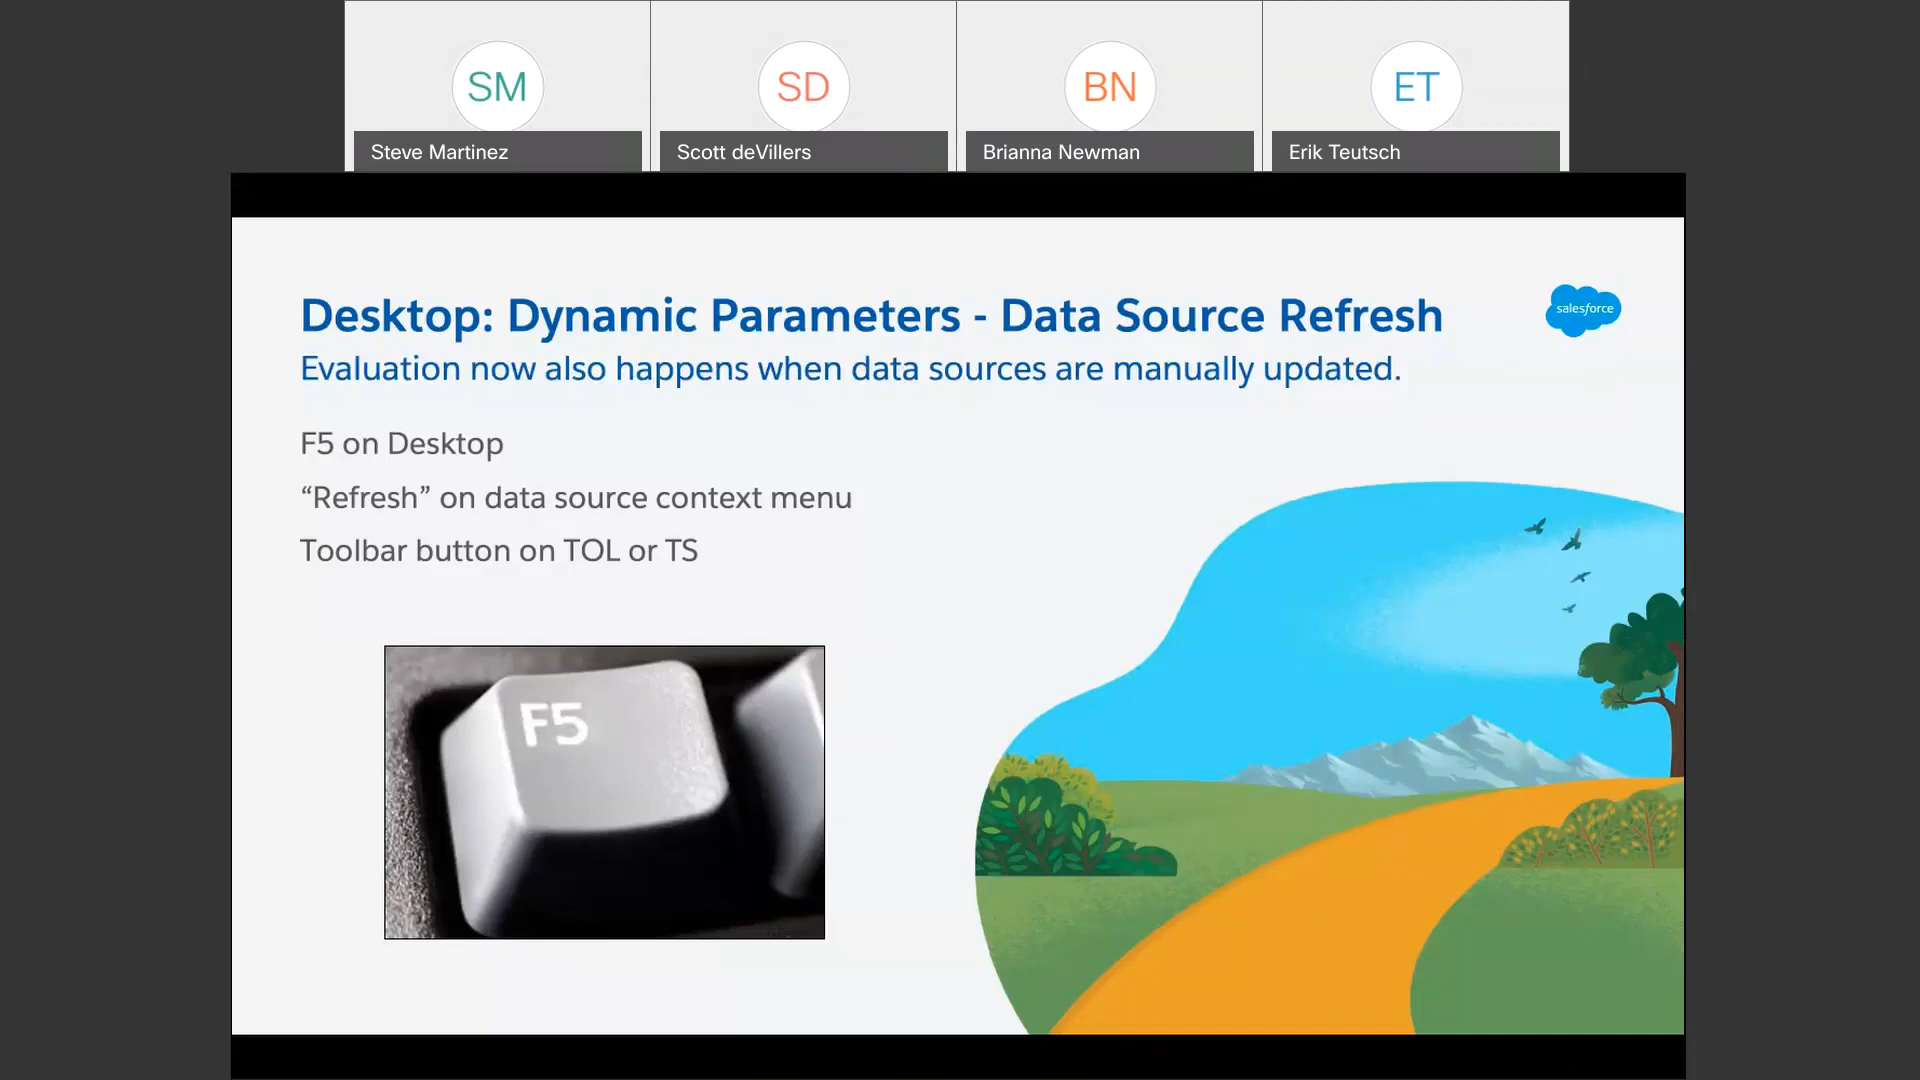 SM
SD
BN
ET
Steve Martinez
Scott deVillers
Brianna Newman
Erik Teutsch
Desktop: Dynamic Parameters - Data Source Refresh
salesforce
Evaluation now also happens when data sources are manually updated.
F5 on Desktop
“Refresh” on data source context menu
Toolbar button on TOL or TS
F5